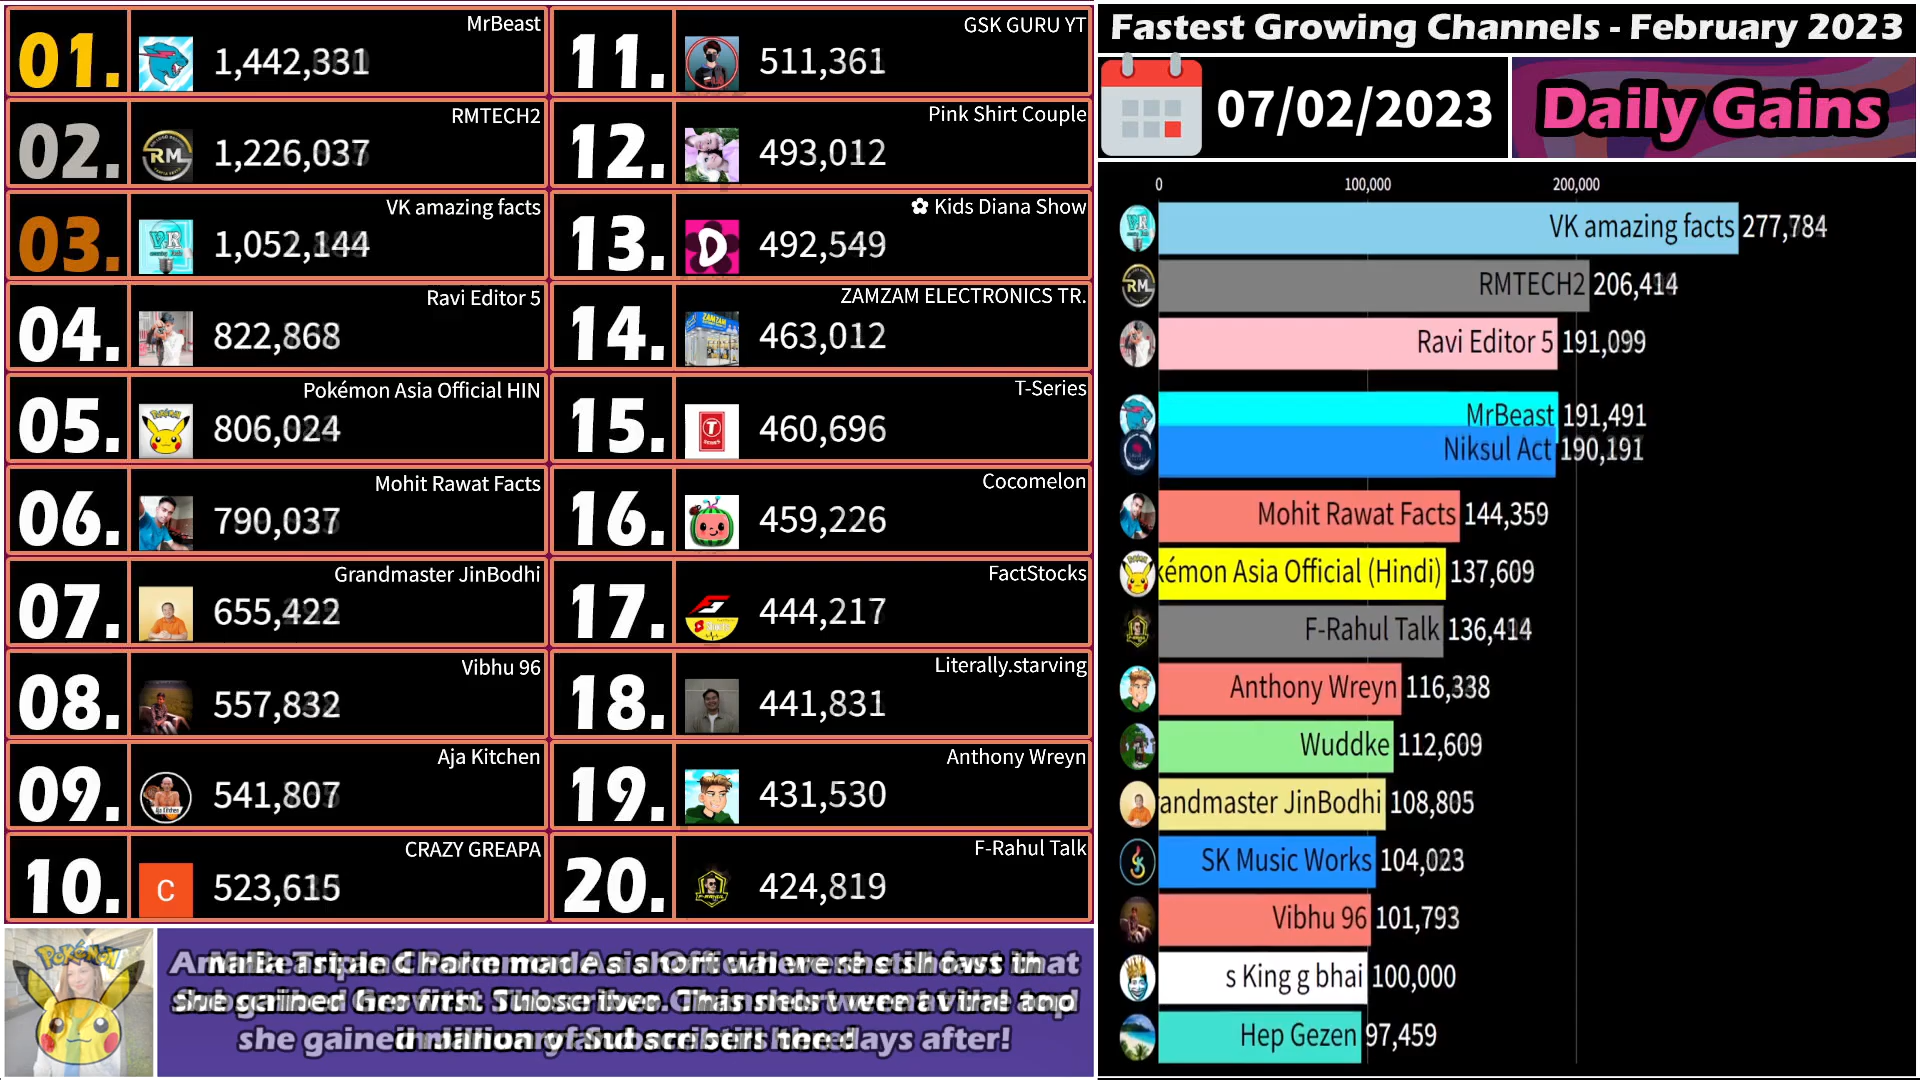 01.
MrBeast
1,442,331
02.
RMTECH2
1,226,037
03.
VK amazing facts
1,052,144
04.
Ravi Editor 5
822,868
05.
Pokémon Asia Official HIN
806,024
06.
Mohit Rawat Facts
790,037
07.
Grandmaster JinBodhi
655,422
08.
Vibhu 96
557,832
09.
Aja Kitchen
541,807
10.
CRAZY GREAPA
C
523,615
11.
GSK GURU YT
511,361
12.
Pink Shirt Couple
493,012
13.
✿ Kids Diana Show
D
492,549
14.
ZAMZAM ELECTRONICS TR.
463,012
15.
T-Series
460,696
16.
Cocomelon
459,226
17.
FactStocks
444,217
18.
Literally.starving
441,831
19.
Anthony Wreyn
431,530
20.
F-Rahul Talk
424,819
she gained
days after!
Fastest Growing Channels - February 2023
07/02/2023
Daily Gains
0 100,000 200,000
VK amazing facts 277,784
RMTECH2 206,414
Ravi Editor 5 191,099
MrBeast 191,491
Niksul Act 190,191
Mohit Rawat Facts 144,359
kémon Asia Official (Hindi) 137,609
F-Rahul Talk 136,414
Anthony Wreyn 116,338
Wuddke 112,609
andmaster JinBodhi 108,805
SK Music Works 104,023
Vibhu 96 101,793
s King g bhai 100,000
Hep Gezen 97,459